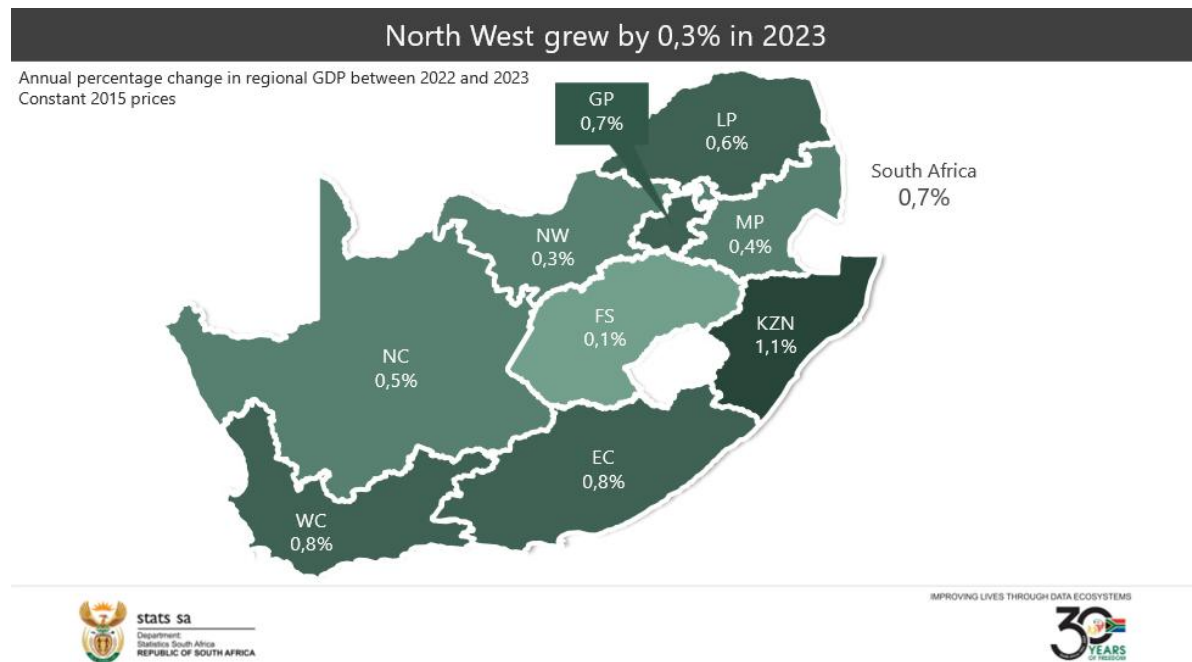 North West grew by 0,3% in 2023
Annual percentage change in regional GDP between 2022 and 2023
Constant 2015 prices
GP
0,7%
LP
0,6%
South Africa
0,7%
MP
0,4%
NW
0,3%
FS
0,1%
KZN
1,1%
NC
0,5%
EC
0,8%
WC
0,8%
IMPROVING LIVES THROUGH DATA ECOSYSTEMS
stats sa
Department:
Statistics South Africa
REPUBLIC OF SOUTH AFRICA
30
YEARS
OF FREEDOM